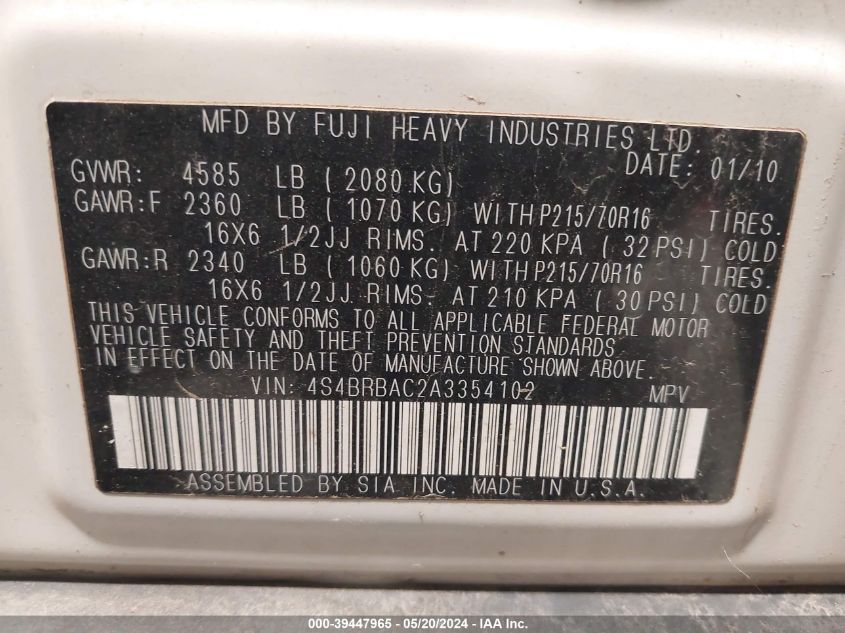 MFD BY FUJI HEAVY INDUSTRIES LTD.
DATE: 01/10
GVWR: 4585 LB ( 2080 KG)
GAWR:F 2360 LB ( 1070 KG) WITH P215/70R16 TIRES.
16X6 1/2JJ RIMS. AT 220 KPA ( 32 PSI) COLD
GAWR:R 2340 LB ( 1060 KG) WITH P215/70R16 TIRES.
16X6 1/2JJ RIMS. AT 210 KPA ( 30 PSI) COLD
THIS VEHICLE CONFORMS TO ALL APPLICABLE FEDERAL MOTOR
VEHICLE SAFETY AND THEFT PREVENTION STANDARDS
IN EFFECT ON THE DATE OF MANUFACTURE SHOWN ABOVE.
VIN: 4S4BRBAC2A3354102 MPV
ASSEMBLED BY SIA INC. MADE IN U.S.A.
000-39447965 - 05/20/2024 - IAA Inc.